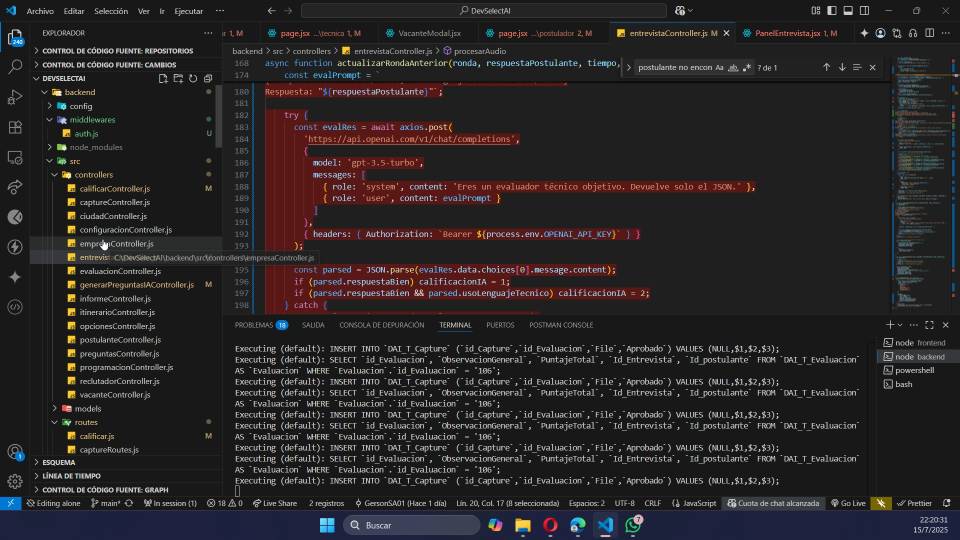 Archivo Editar Selección Ver Ir Ejecutar ···
DevSelectAI
EXPLORADOR
CONTROL DE CÓDIGO FUENTE: REPOSITORIOS
CONTROL DE CÓDIGO FUENTE: CAMBIOS
DEVSELECTAI
backend
config
middlewares
auth.js U
node_modules
src
controllers
calificarController.js M
captureController.js
ciudadController.js
configuracionController.js
empresaController.js
entrevis C:\DevSelectAI\backend\src\controllers\empresaController.js
evaluacionController.js
generarPreguntasIAController.js M
informeController.js
itinerarioController.js
opcionesController.js
postulanteController.js
preguntasController.js
programacionController.js
reclutadorController.js
vacanteController.js
models
routes
calificar.js M
captureRoutes.js
ESQUEMA
LÍNEA DE TIEMPO
CONTROL DE CÓDIGO FUENTE: GRAPH
240
1
1, M
page.jsx ...\tecnica 1, M
VacanteModal.jsx
page.jsx ...\postulador 2, M
entrevistaController.js M
PanelEntrevista.jsx 1, M
backend > src > controllers > entrevistaController.js > procesarAudio
postulante no encon Aa ab ? de 1
168 async function actualizarRondaAnterior(ronda, respuestaPostulante, tiempo,
174 const evalPrompt = `
180 Respuesta: "${respuestaPostulante}"`;
181
182 try {
183 const evalRes = await axios.post(
184 'https://api.openai.com/v1/chat/completions',
185 {
186 model: 'gpt-3.5-turbo',
187 messages: [
188 { role: 'system', content: 'Eres un evaluador técnico objetivo. Devuelve solo el JSON.' },
189 { role: 'user', content: evalPrompt }
190 ]
191 },
192 { headers: { Authorization: `Bearer ${process.env.OPENAI_API_KEY}` } }
193 );
195 const parsed = JSON.parse(evalRes.data.choices[0].message.content);
196 if (parsed.respuestaBien) calificacionIA = 1;
197 if (parsed.respuestaBien && parsed.usoLenguajeTecnico) calificacionIA = 2;
198 } catch {
PROBLEMAS 18 SALIDA CONSOLA DE DEPURACIÓN TERMINAL PUERTOS POSTMAN CONSOLE
Executing (default): INSERT INTO `DAI_T_Capture` (`id_Capture`,`id_Evaluacion`,`File`,`Aprobado`) VALUES (NULL,$1,$2,$3);
Executing (default): SELECT `id_Evaluacion`, `ObservacionGeneral`, `PuntajeTotal`, `Id_Entrevista`, `Id_postulante` FROM `DAI_T_Evaluacion`
AS `Evaluacion` WHERE `Evaluacion`.`id_Evaluacion` = '106';
Executing (default): INSERT INTO `DAI_T_Capture` (`id_Capture`,`id_Evaluacion`,`File`,`Aprobado`) VALUES (NULL,$1,$2,$3);
Executing (default): SELECT `id_Evaluacion`, `ObservacionGeneral`, `PuntajeTotal`, `Id_Entrevista`, `Id_postulante` FROM `DAI_T_Evaluacion`
AS `Evaluacion` WHERE `Evaluacion`.`id_Evaluacion` = '106';
Executing (default): INSERT INTO `DAI_T_Capture` (`id_Capture`,`id_Evaluacion`,`File`,`Aprobado`) VALUES (NULL,$1,$2,$3);
Executing (default): SELECT `id_Evaluacion`, `ObservacionGeneral`, `PuntajeTotal`, `Id_Entrevista`, `Id_postulante` FROM `DAI_T_Evaluacion`
AS `Evaluacion` WHERE `Evaluacion`.`id_Evaluacion` = '106';
Executing (default): INSERT INTO `DAI_T_Capture` (`id_Capture`,`id_Evaluacion`,`File`,`Aprobado`) VALUES (NULL,$1,$2,$3);
Executing (default): SELECT `id_Evaluacion`, `ObservacionGeneral`, `PuntajeTotal`, `Id_Entrevista`, `Id_postulante` FROM `DAI_T_Evaluacion`
AS `Evaluacion` WHERE `Evaluacion`.`id_Evaluacion` = '106';
Executing (default): INSERT INTO `DAI_T_Capture` (`id_Capture`,`id_Evaluacion`,`File`,`Aprobado`) VALUES (NULL,$1,$2,$3);
node frontend
node backend
powershell
bash
Editing alone main* In session (1) 18 0 Live Share 2 registros GersonSA01 (Hace 1 día) Lín. 20, Col. 17 (8 seleccionada) Espacios: 2 UTF-8 CRLF JavaScript Cuota de chat alcanzada Go Live Prettier
Buscar
7
22:20:31
15/7/2025